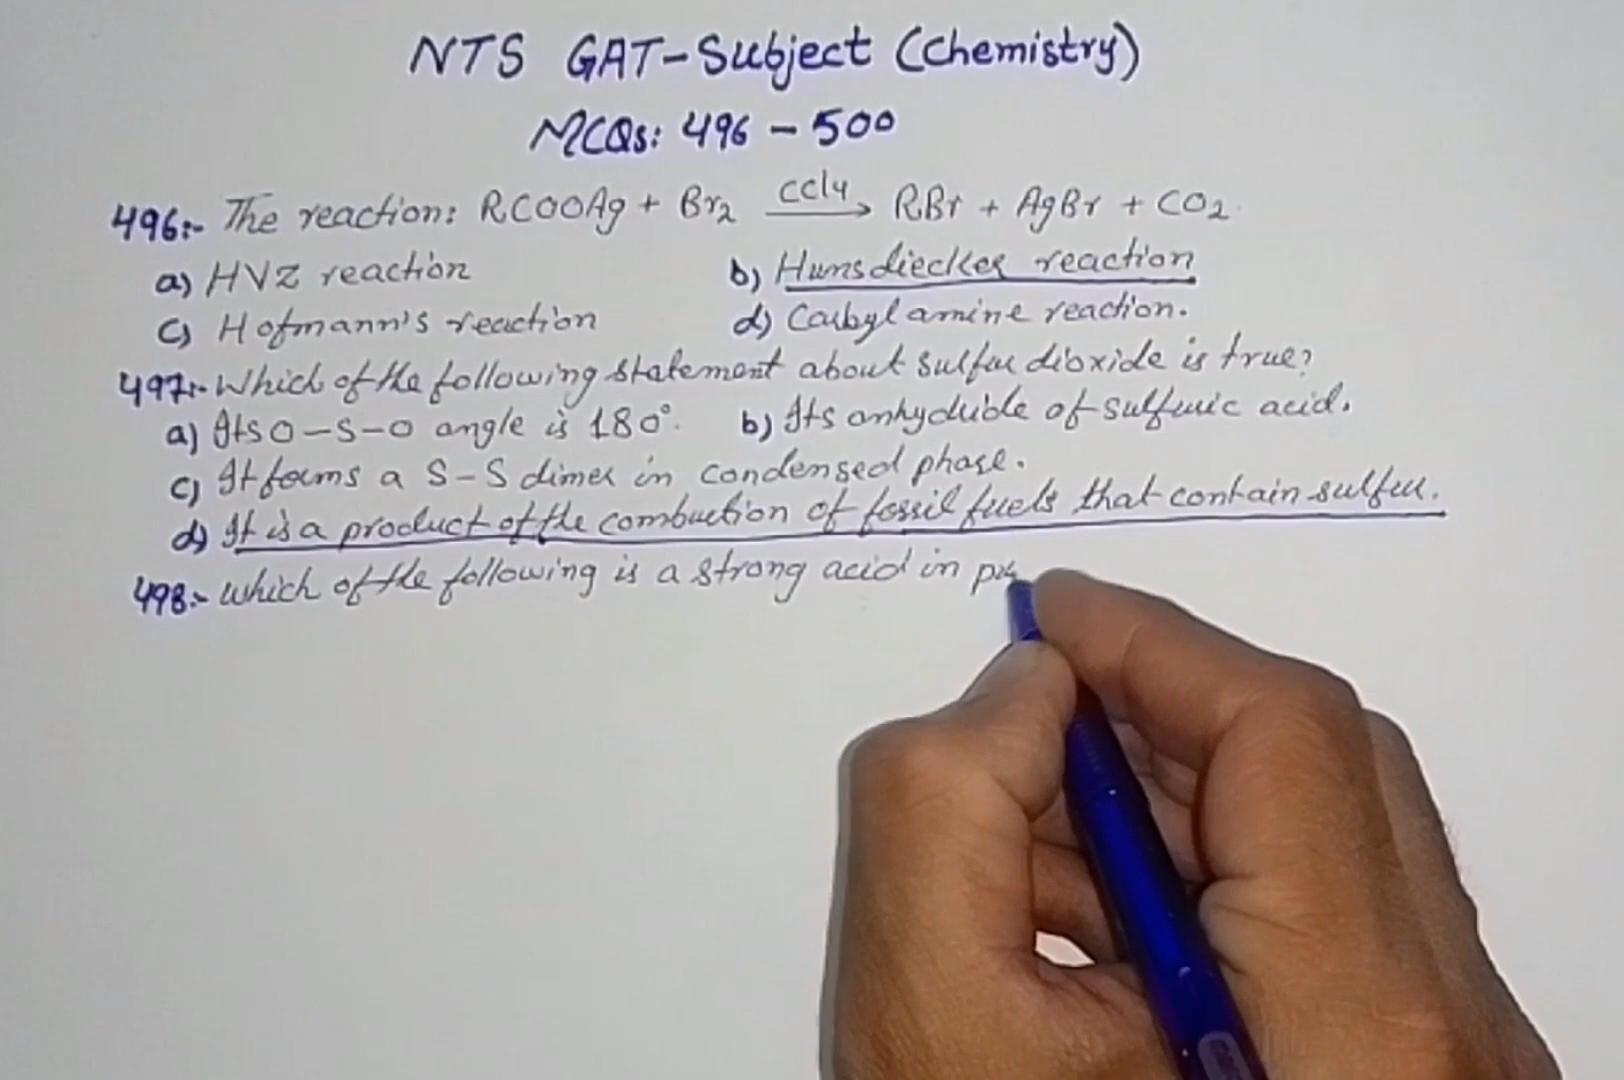 NTS GAT-Subject (Chemistry)
MCQs: 496 - 500
496:- The reaction: RCOOAg + Br₂ —CCl4→ RBr + AgBr + CO₂.
a) HVZ reaction b) Hunsdiecker reaction
c) Hofmann's reaction d) Carbylamine reaction.
497:- Which of the following statement about sulfur dioxide is true?
a) Its O-S-O angle is 180°. b) Its anhydride of sulfuric acid.
c) It forms a S-S dimer in condensed phase.
d) It is a product of the combustion of fossil fuels that contain sulfur.
498:- which of the following is a strong acid in